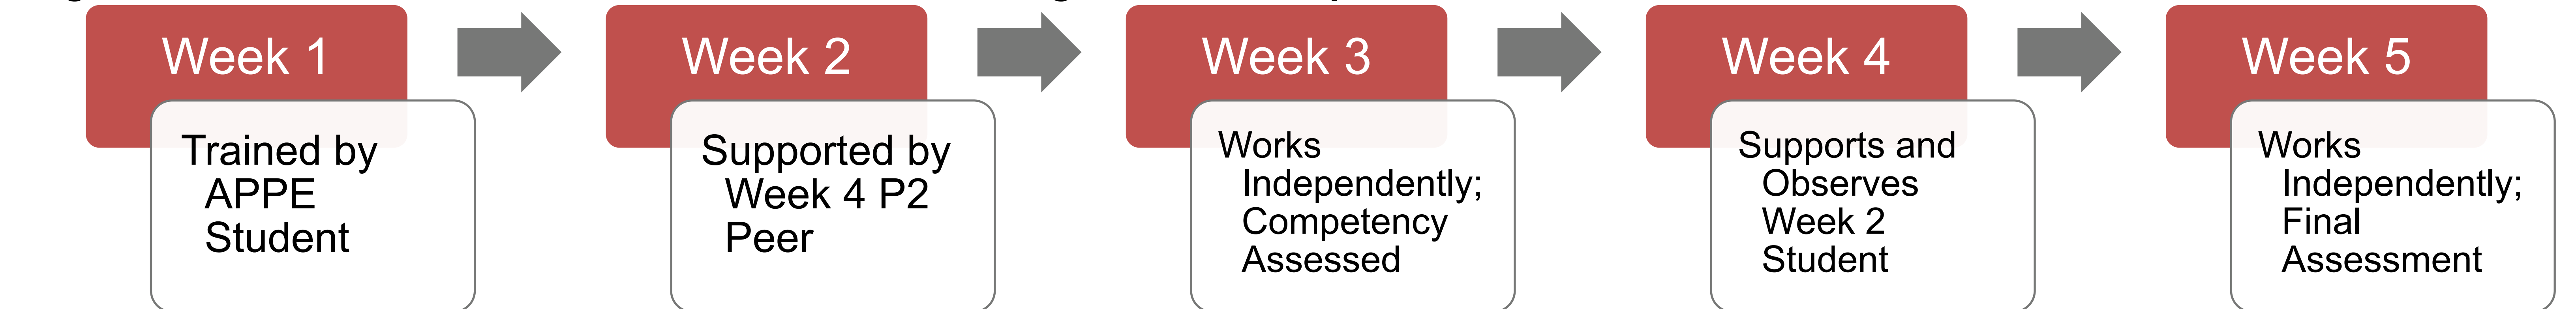 Week 1
Trained by
APPE
Student
Week 2
Supported by
Week 4 P2
Peer
Week 3
Works
Independently;
Competency
Assessed
Week 4
Supports and
Observes
Week 2
Student
Week 5
Works
Independently;
Final
Assessment